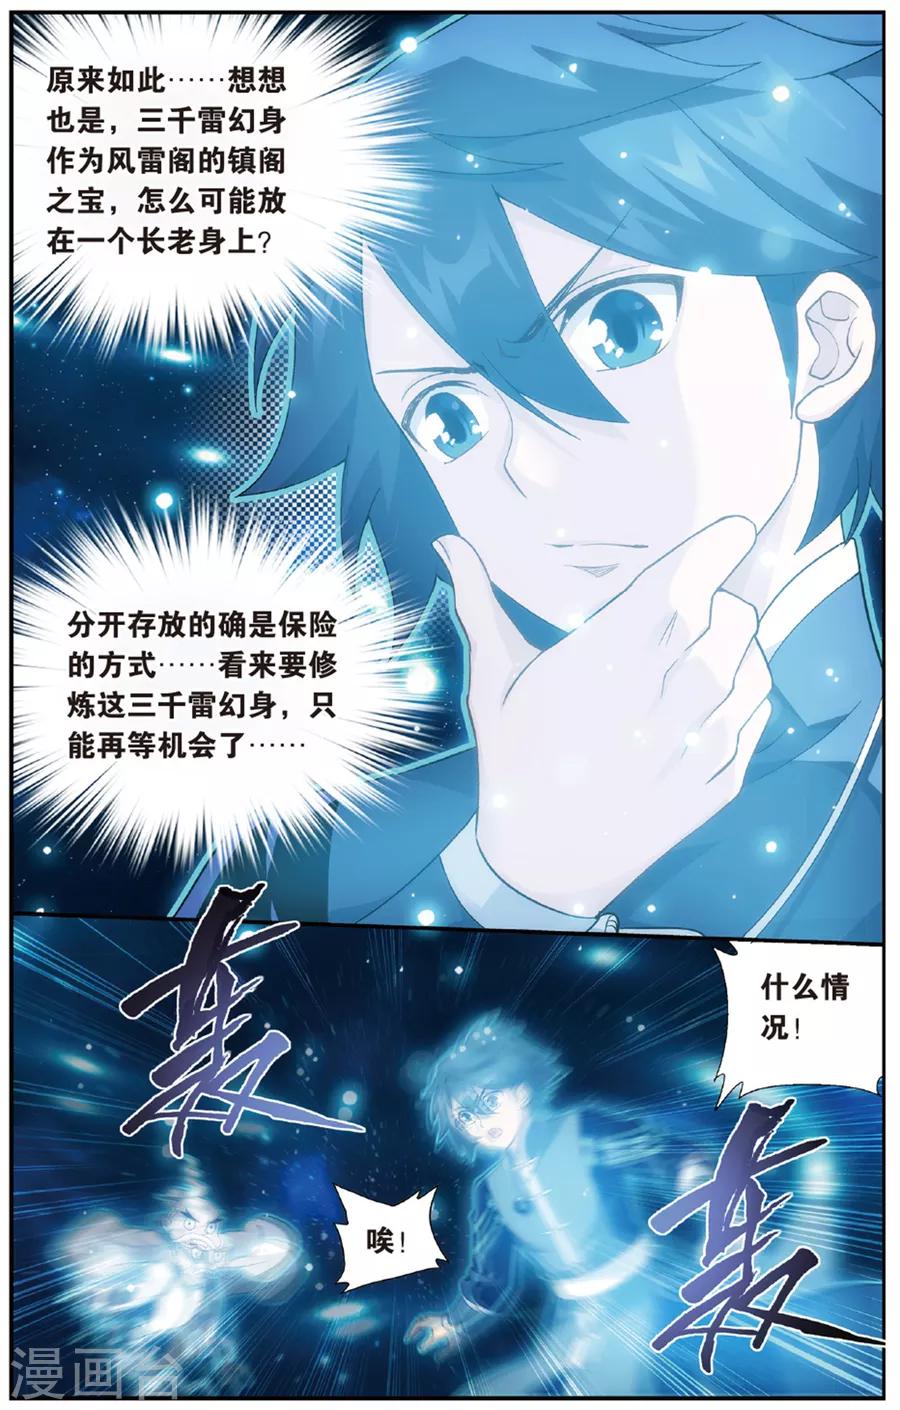 原来如此……想想
也是，三千雷幻身
作为风雷阁的镇阁
之宝，怎么可能放
在一个长老身上？
分开存放的确是保险
的方式……看来要修
炼这三千雷幻身，只
能再等机会了……
什么情
况！
轰
唉！
轰
漫画台